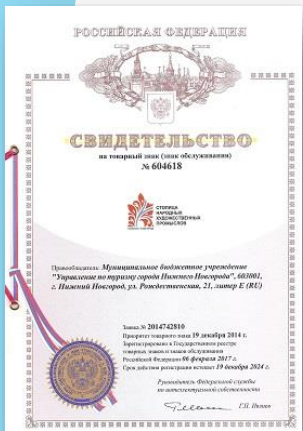 РОССИЙСКАЯ ФЕДЕРАЦИЯ
СВИДЕТЕЛЬСТВО
на товарный знак (знак обслуживания)
№ 604618
СТОЛИЦА
НАРОДНЫХ
ХУДОЖЕСТВЕННЫХ
ПРОМЫСЛОВ
Правообладатель: Муниципальное бюджетное учреждение
"Управление по туризму города Нижнего Новгорода", 603001,
г. Нижний Новгород, ул. Рождественская, 21, литер Е (RU)
Заявка № 2014742810
Приоритет товарного знака 19 декабря 2014 г.
Зарегистрировано в Государственном реестре
товарных знаков и знаков обслуживания
Российской Федерации 06 февраля 2017 г.
Срок действия регистрации истекает 19 декабря 2024 г.
Руководитель Федеральной службы
по интеллектуальной собственности
Г.П. Ивлиев